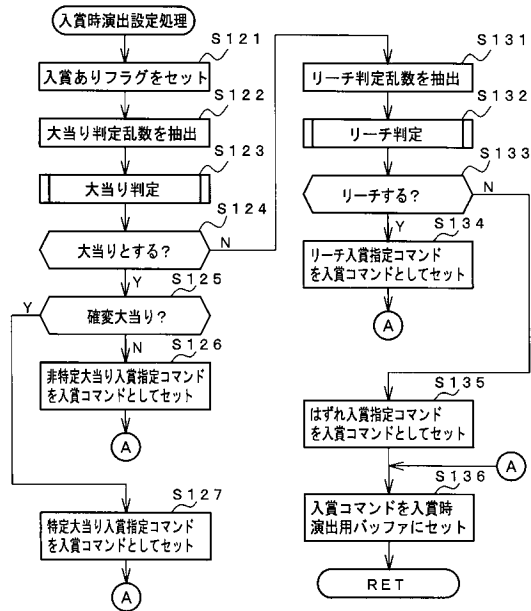 入賞時演出設定処理
S121
入賞ありフラグをセット
S122
大当り判定乱数を抽出
S123
大当り判定
S124
大当りとする?
N
Y
S125
Y
確変大当り?
N
S126
非特定大当り入賞指定コマンド
を入賞コマンドとしてセット
A
S127
特定大当り入賞指定コマンド
を入賞コマンドとしてセット
A
S131
リーチ判定乱数を抽出
S132
リーチ判定
S133
リーチする?
N
Y
S134
リーチ入賞指定コマンド
を入賞コマンドとしてセット
A
S135
はずれ入賞指定コマンド
を入賞コマンドとしてセット
A
S136
入賞コマンドを入賞時
演出用バッファにセット
RET